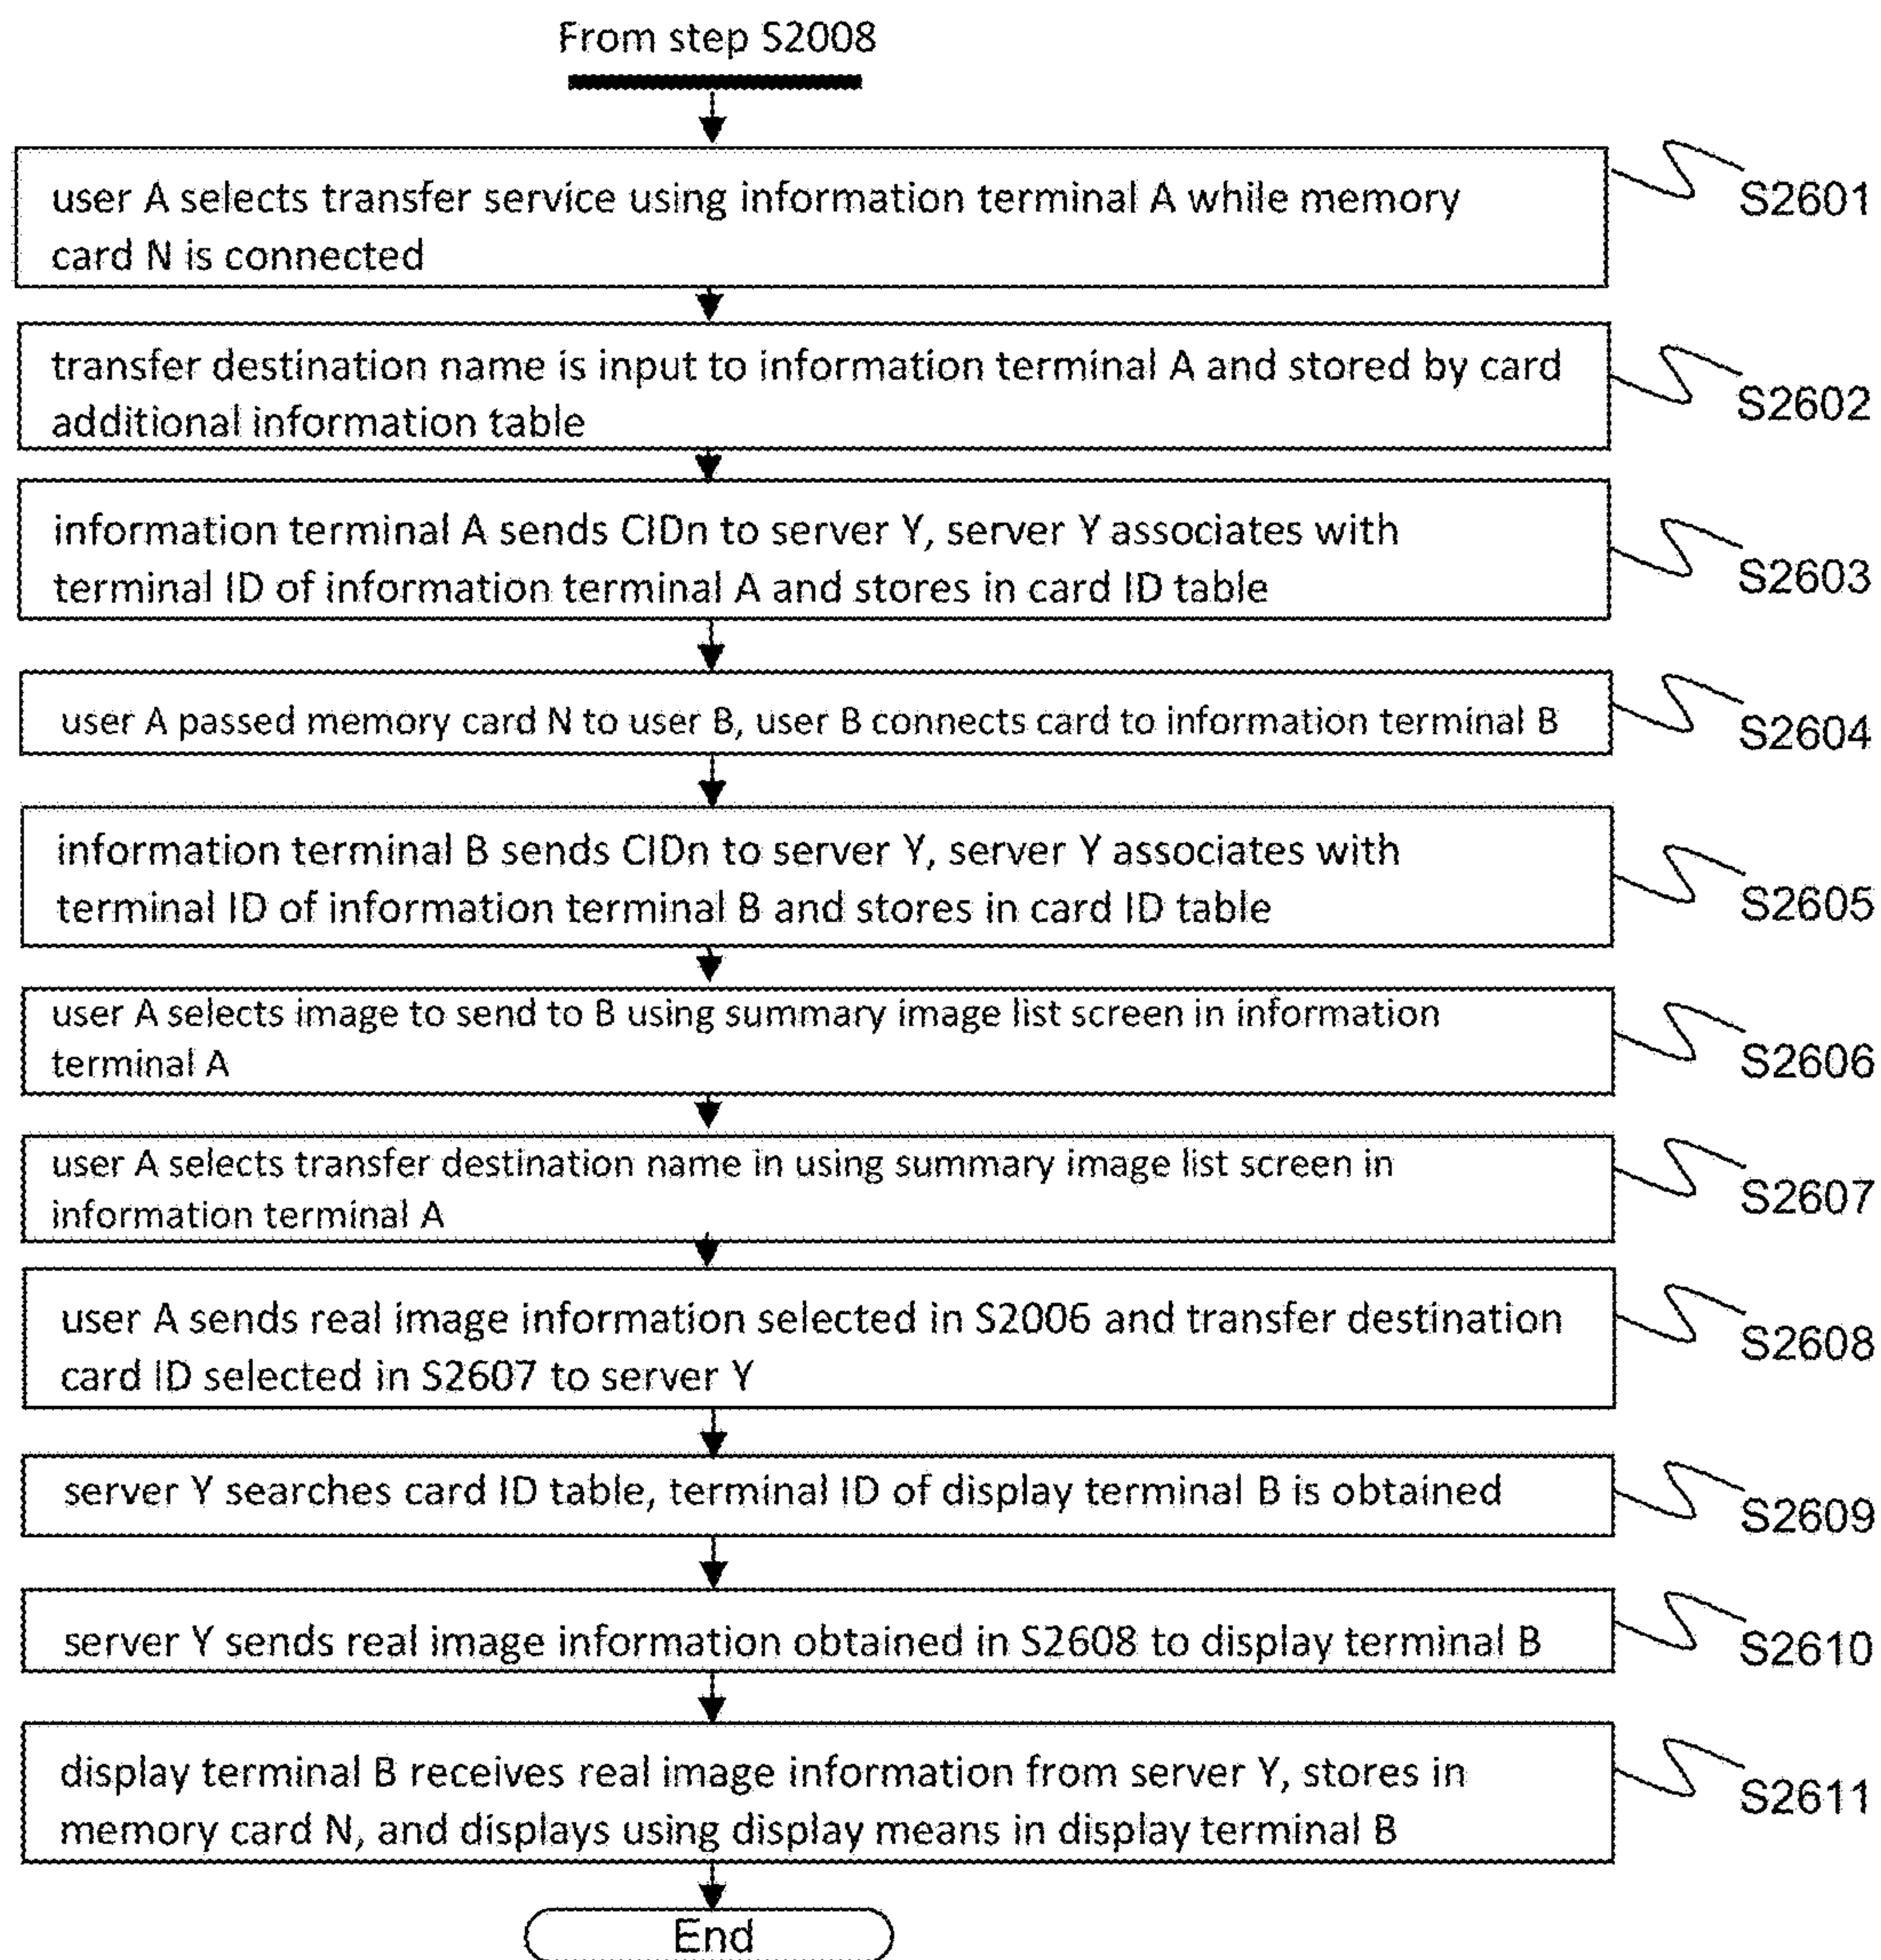 From step S2008
user A selects transfer service using information terminal A while memory
card N is connected
S2601
transfer destination name is input to information terminal A and stored by card
additional information table
S2602
information terminal A sends CIDn to server Y, server Y associates with
terminal ID of information terminal A and stores in card ID table
S2603
user A passed memory card N to user B, user B connects card to information terminal B
S2604
information terminal B sends CIDn to server Y, server Y associates with
terminal ID of information terminal B and stores in card ID table
S2605
user A selects image to send to B using summary image list screen in information
terminal A
S2606
user A selects transfer destination name in using summary image list screen in
information terminal A
S2607
user A sends real image information selected in S2006 and transfer destination
card ID selected in S2607 to server Y
S2608
server Y searches card ID table, terminal ID of display terminal B is obtained
S2609
server Y sends real image information obtained in S2608 to display terminal B
S2610
display terminal B receives real image information from server Y, stores in
memory card N, and displays using display means in display terminal B
S2611
End